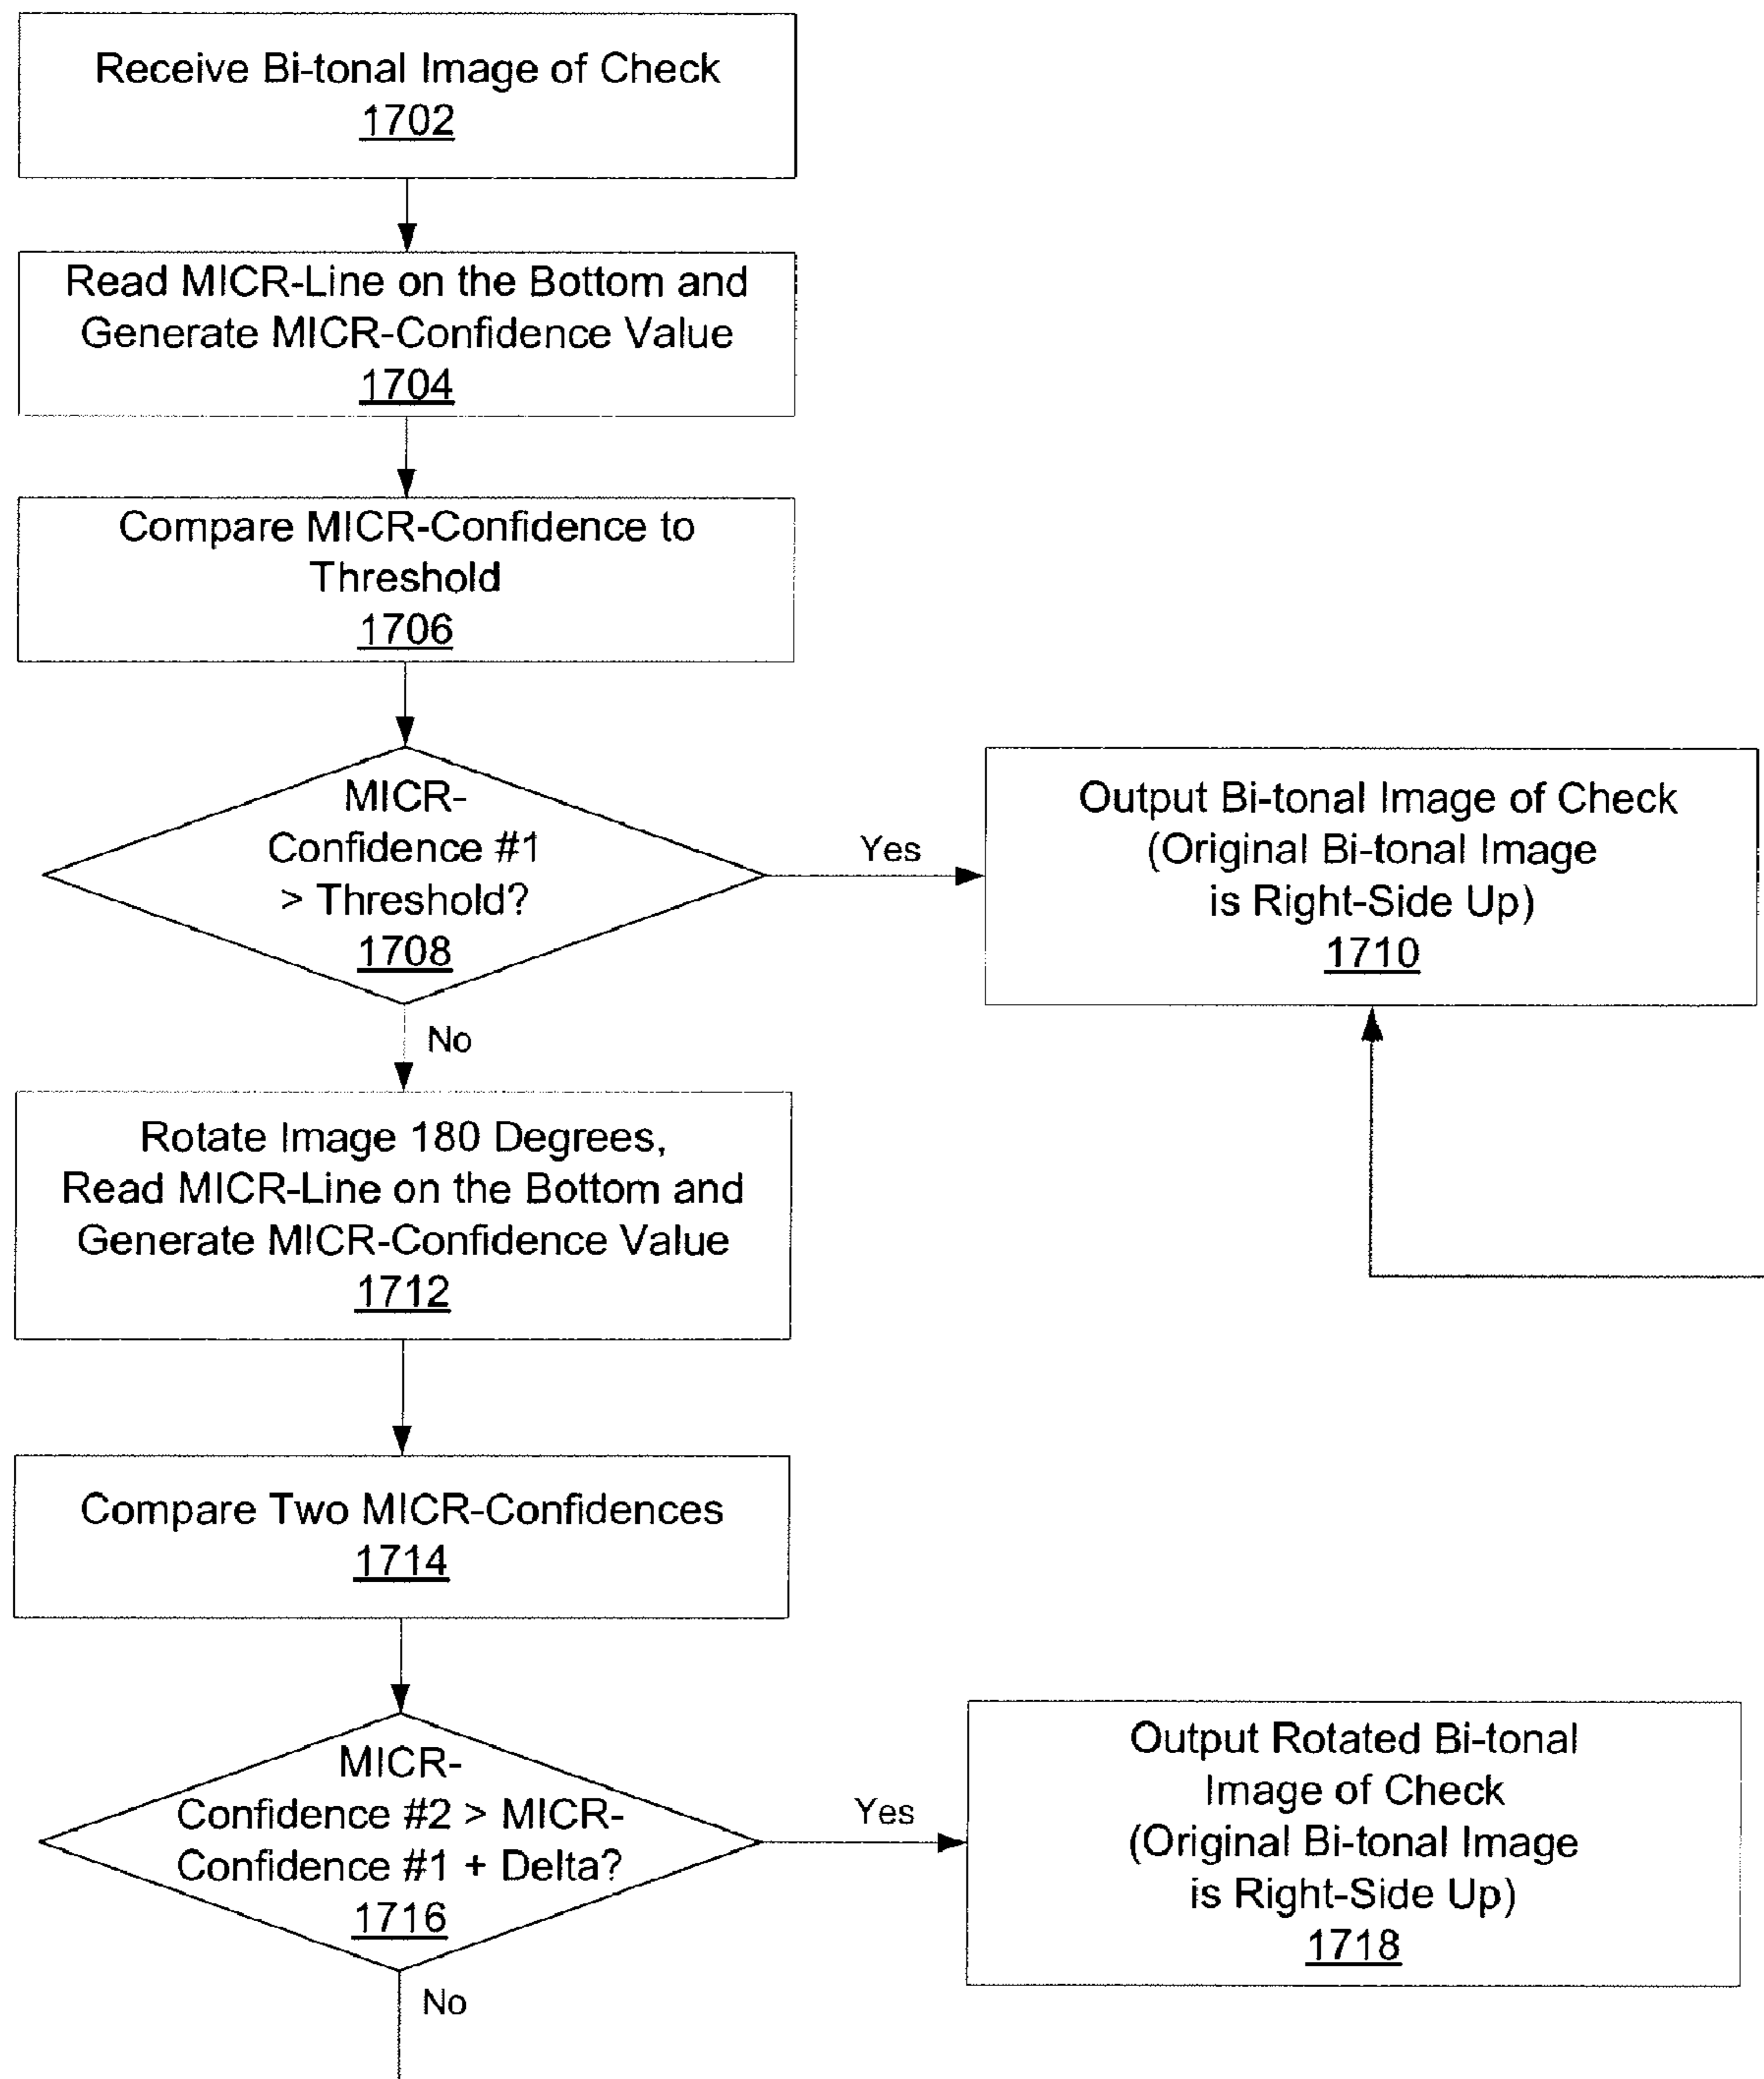 Receive Bi-tonal Image of Check
1702
Read MICR-Line on the Bottom and
Generate MICR-Confidence Value
1704
Compare MICR-Confidence to
Threshold
1706
MICR-
Confidence #1
> Threshold?
1708
Yes
Output Bi-tonal Image of Check
(Original Bi-tonal Image
is Right-Side Up)
1710
No
Rotate Image 180 Degrees,
Read MICR-Line on the Bottom and
Generate MICR-Confidence Value
1712
Compare Two MICR-Confidences
1714
MICR-
Confidence #2 > MICR-
Confidence #1 + Delta?
1716
Yes
Output Rotated Bi-tonal
Image of Check
(Original Bi-tonal Image
is Right-Side Up)
1718
No